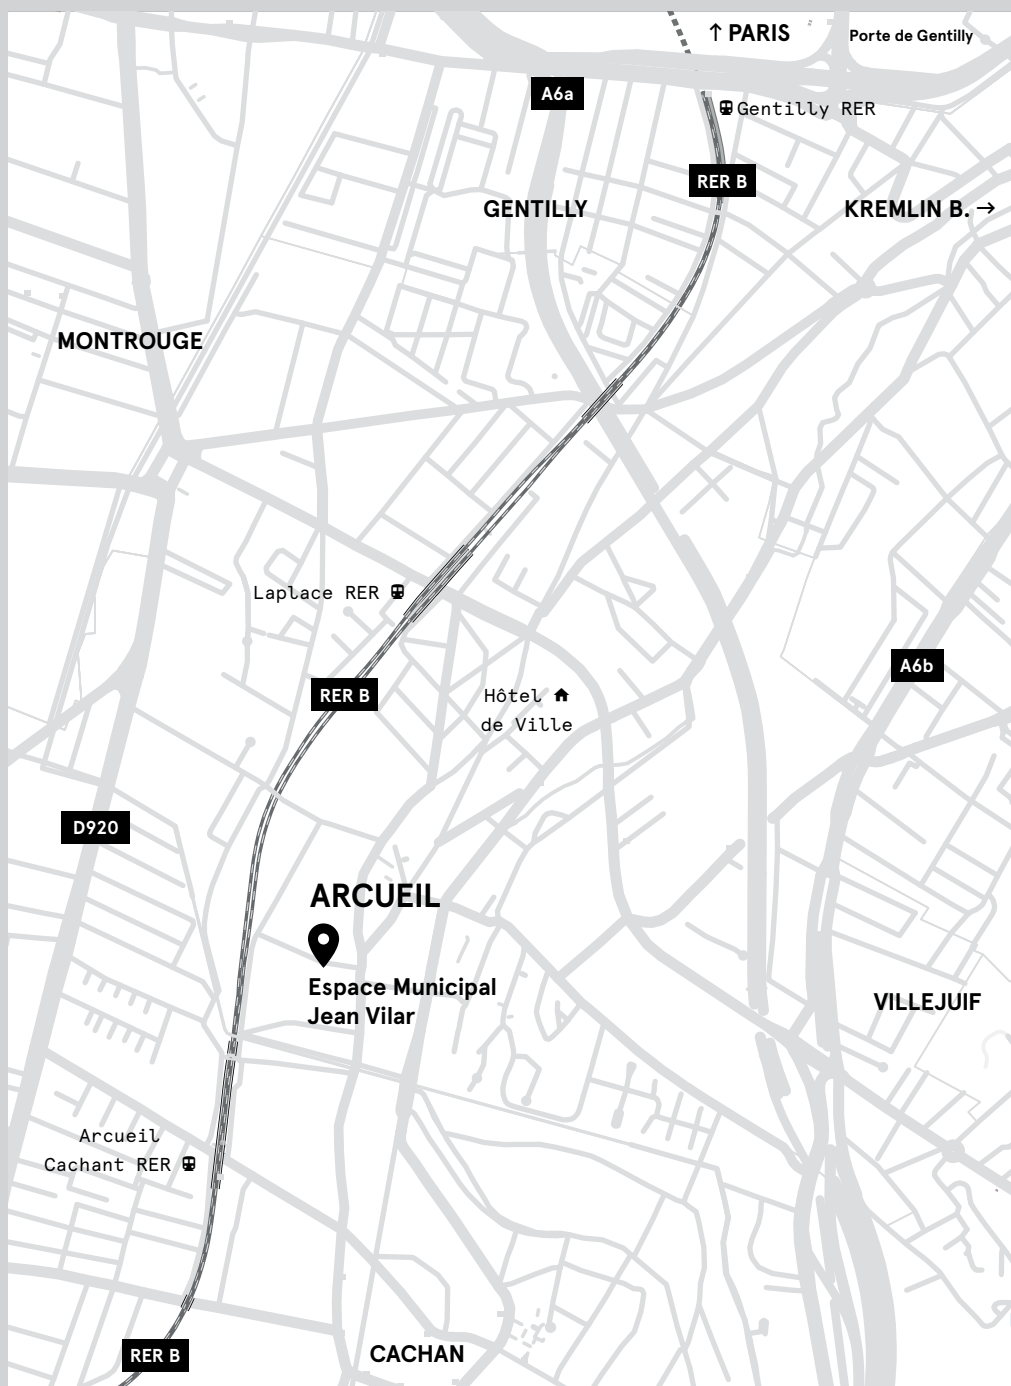 ↑ PARIS
Porte de Gentilly
A6a
Gentilly RER
RER B
GENTILLY
KREMLIN B. →
MONTROUGE
Laplace RER
A6b
RER B
Hôtel
de Ville
D920
ARCUEIL
Espace Municipal
Jean Vilar
VILLEJUIF
Arcueil
Cachant RER
RER B
CACHAN